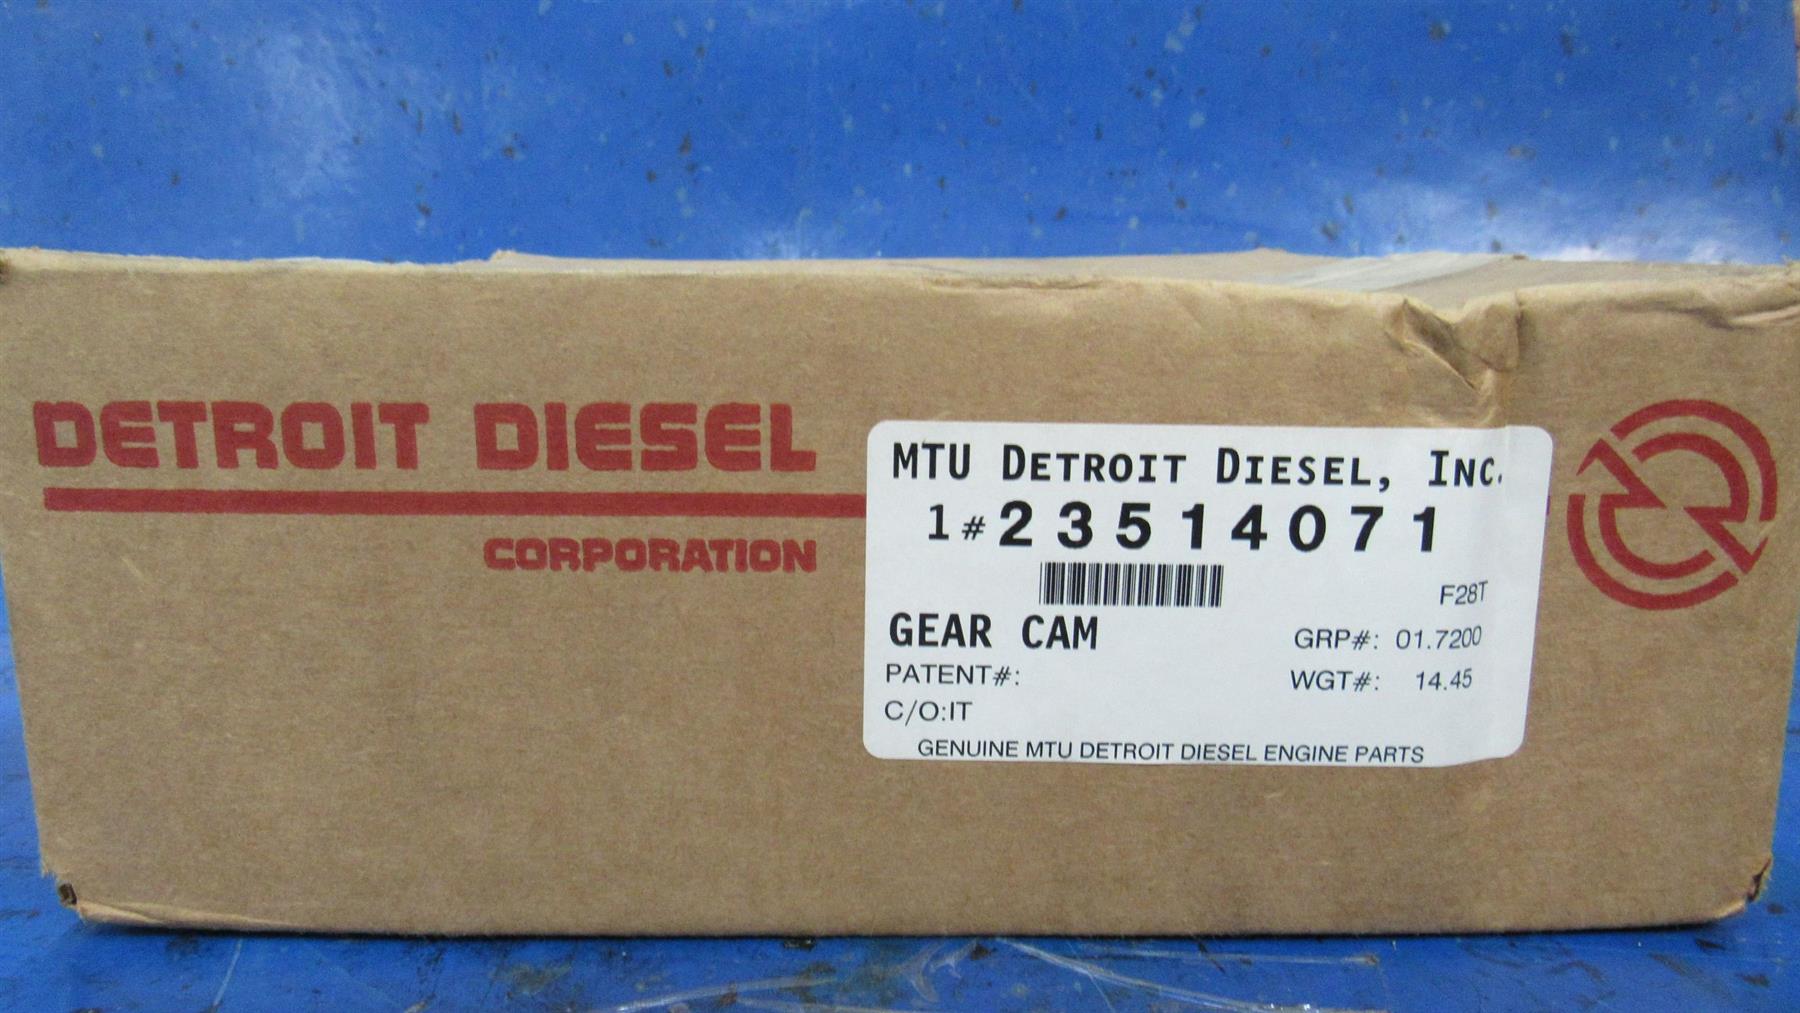 DETROIT DIESEL
CORPORATION
MTU DETROIT DIESEL, INC.
1# 23514071
F28T
GEAR CAM
GRP#: 01.7200
PATENT#:
WGT#: 14.45
C/O:IT
GENUINE MTU DETROIT DIESEL ENGINE PARTS